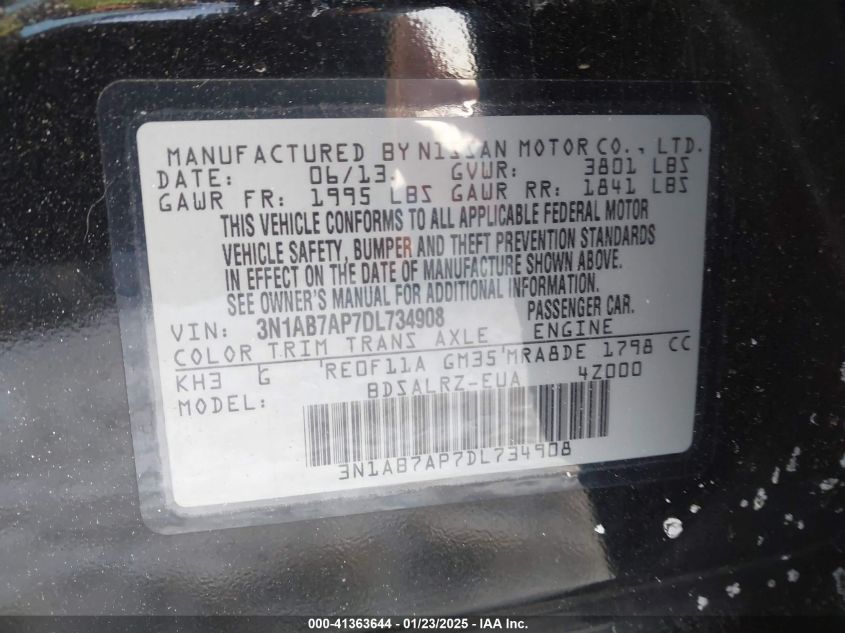 MANUFACTURED BY NISSAN MOTOR CO., LTD.
DATE: 06/13 GVWR: 3801 LBS
GAWR FR: 1995 LBS GAWR RR: 1841 LBS
THIS VEHICLE CONFORMS TO ALL APPLICABLE FEDERAL MOTOR
VEHICLE SAFETY, BUMPER AND THEFT PREVENTION STANDARDS
IN EFFECT ON THE DATE OF MANUFACTURE SHOWN ABOVE.
SEE OWNER'S MANUAL FOR ADDITIONAL INFORMATION.
VIN: 3N1AB7AP7DL734908 PASSENGER CAR.
COLOR TRIM TRANS AXLE ENGINE
KH3 G RE0F11A GM35 MRA8DE 1798 CC
MODEL: BDSALRZ-EUA 4Z000
3N1AB7AP7DL734908
000-41363644 / 01/23/2025 / IAA Inc.